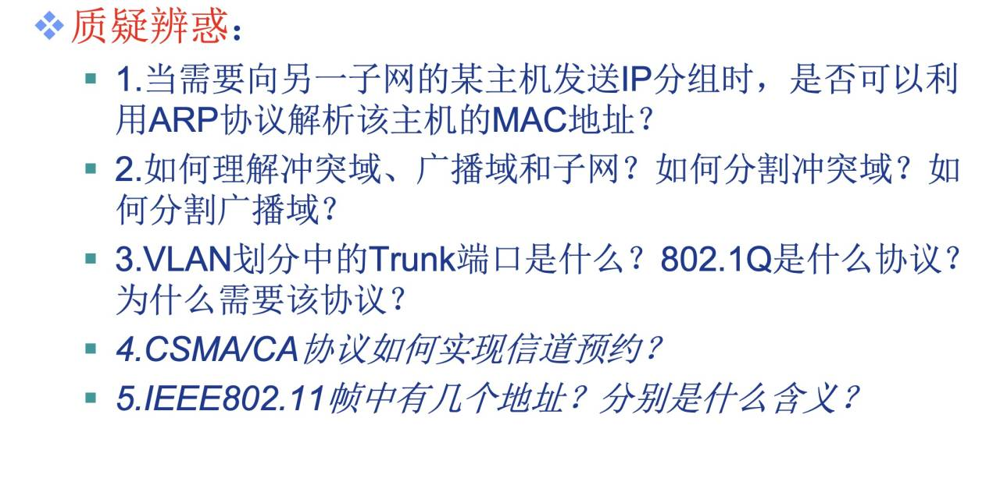 质疑辨惑：
1.当需要向另一子网的某主机发送IP分组时，是否可以利
用ARP协议解析该主机的MAC地址？
2.如何理解冲突域、广播域和子网？如何分割冲突域？如
何分割广播域？
3.VLAN划分中的Trunk端口是什么？802.1Q是什么协议？
为什么需要该协议？
4.CSMA/CA协议如何实现信道预约？
5.IEEE802.11帧中有几个地址？分别是什么含义？